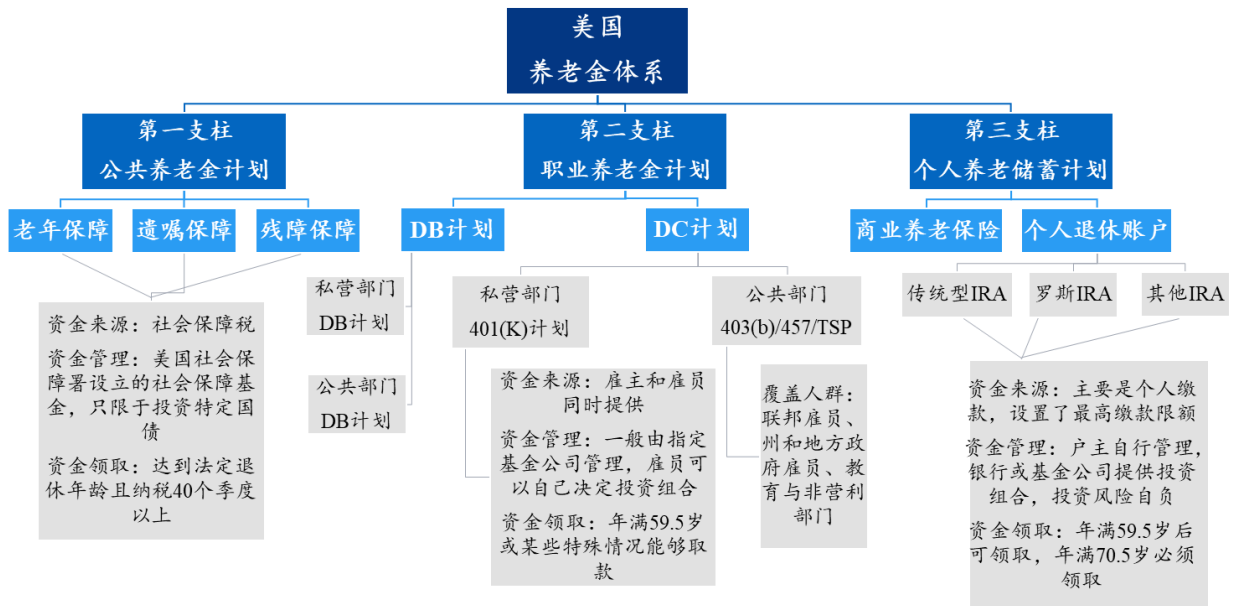 美国
养老金体系
第一支柱
公共养老金计划
第二支柱
职业养老金计划
第三支柱
个人养老储蓄计划
老年保障
遗嘱保障
残障保障
DB计划
DC计划
商业养老保险
个人退休账户
资金来源：社会保障税
资金管理：美国社会保
障署设立的社会保障基
金，只限于投资特定国
债
资金领取：达到法定退
休年龄且纳税40个季度
以上
私营部门
DB计划
公共部门
DB计划
私营部门
401(K)计划
资金来源：雇主和雇员
同时提供
资金管理：一般由指定
基金公司管理，雇员可
以自己决定投资组合
资金领取：年满59.5岁
或某些特殊情况能够取
款
公共部门
403(b)/457/TSP
覆盖人群：
联邦雇员、
州和地方政
府雇员、教
育与非营利
部门
传统型IRA
罗斯IRA
其他IRA
资金来源：主要是个人缴
款，设置了最高缴款限额
资金管理：户主自行管理，
银行或基金公司提供投资
组合，投资风险自负
资金领取：年满59.5岁后
可领取，年满70.5岁必须
领取